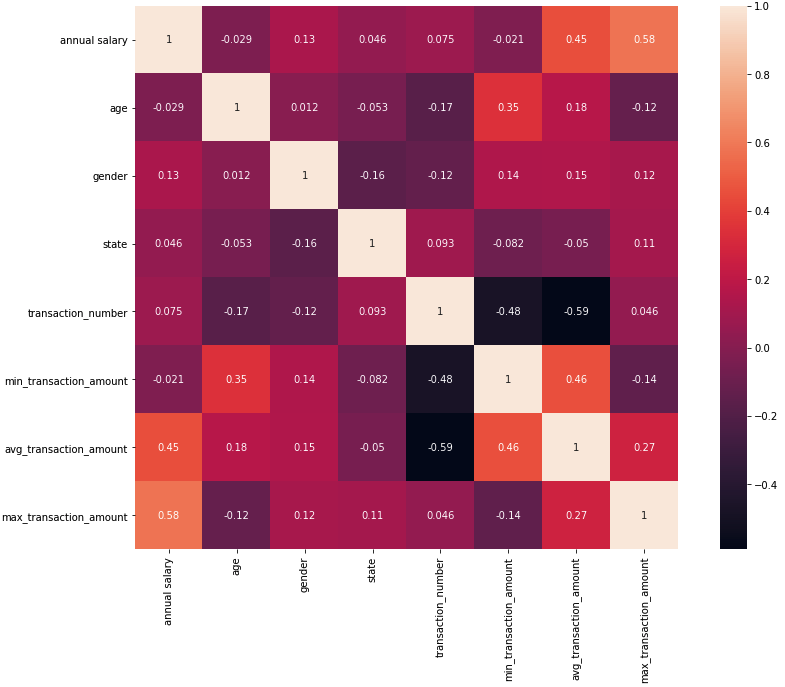 annual salary 1 -0.029 0.13 0.046 0.075 -0.021 0.45 0.58
age -0.029 1 0.012 -0.053 -0.17 0.35 0.18 -0.12
gender 0.13 0.012 1 -0.16 -0.12 0.14 0.15 0.12
state 0.046 -0.053 -0.16 1 0.093 -0.082 -0.05 0.11
transaction_number 0.075 -0.17 -0.12 0.093 1 -0.48 -0.59 0.046
min_transaction_amount -0.021 0.35 0.14 -0.082 -0.48 1 0.46 -0.14
avg_transaction_amount 0.45 0.18 0.15 -0.05 -0.59 0.46 1 0.27
max_transaction_amount 0.58 -0.12 0.12 0.11 0.046 -0.14 0.27 1
annual salary
age
gender
state
transaction_number
min_transaction_amount
avg_transaction_amount
max_transaction_amount
1.0
0.8
0.6
0.4
0.2
0.0
−0.2
−0.4